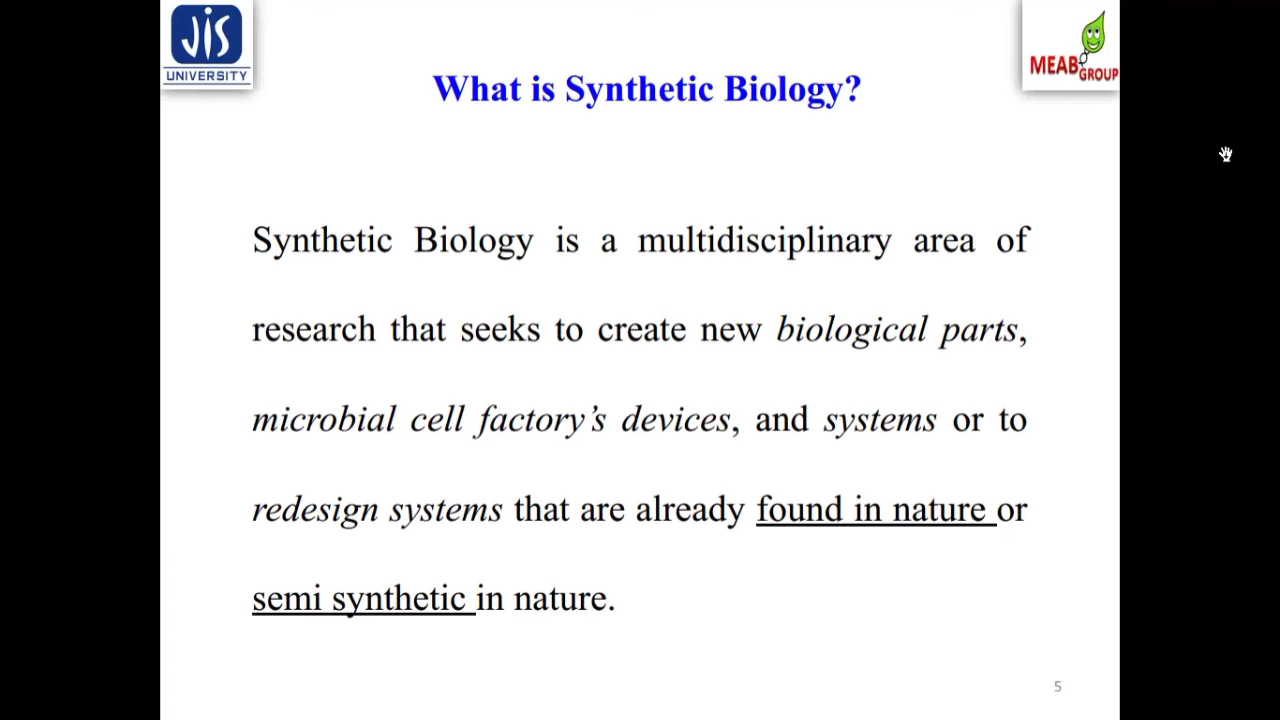 JIS
UNIVERSITY
MEAB
GROUP
What is Synthetic Biology?
Synthetic Biology is a multidisciplinary area of
research that seeks to create new biological parts,
microbial cell factory’s devices, and systems or to
redesign systems that are already found in nature or
semi synthetic in nature.
5